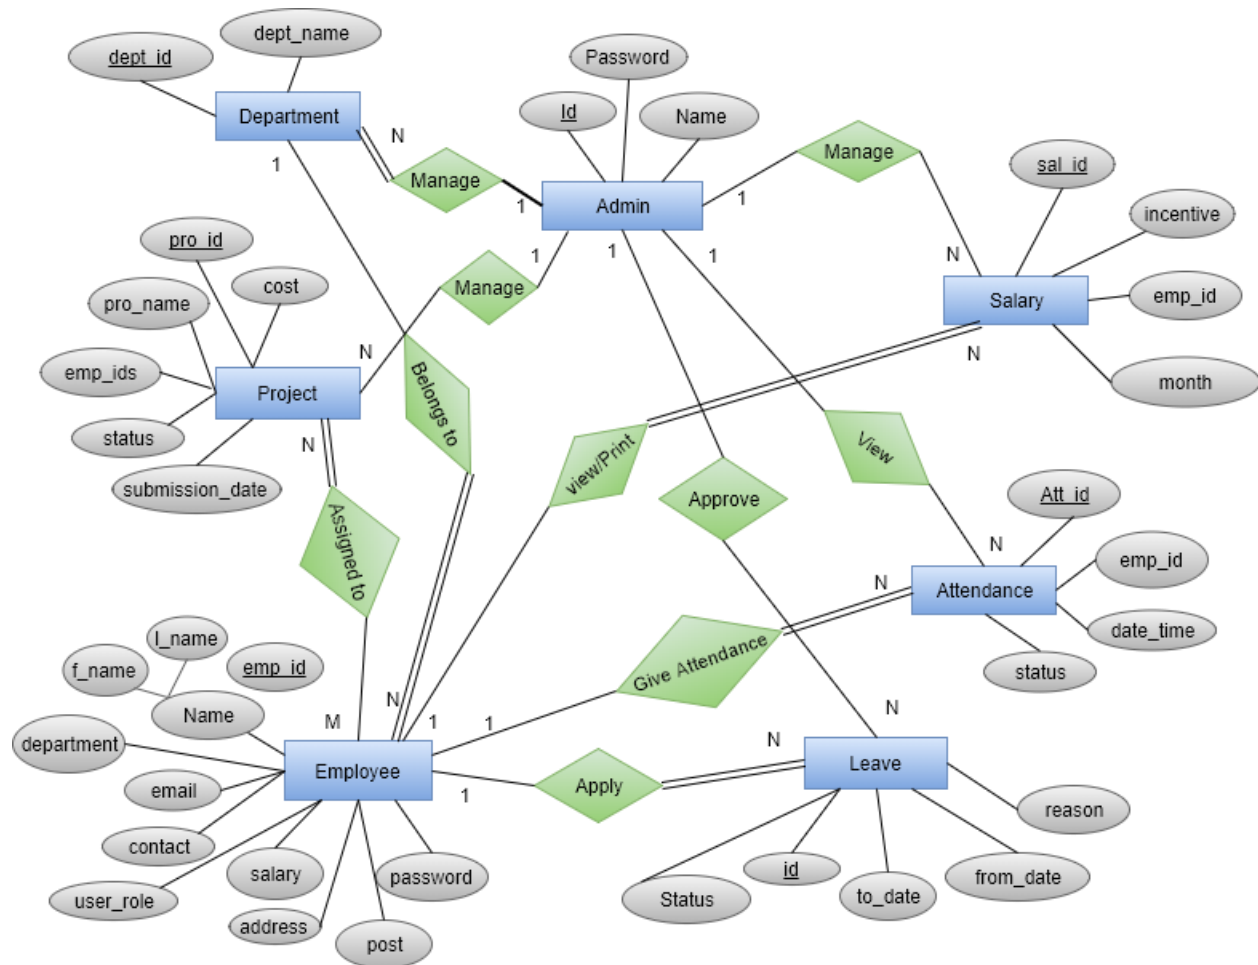 dept_name
dept_id
Password
Department
Id
Name
N
Manage
1
Manage
sal_id
1
Admin
1
incentive
pro_id
1
1
1
N
cost
Manage
emp_id
pro_name
Salary
N
N
emp_ids
Project
month
Belongs to
status
N
view/Print
View
submission_date
Approve
Att_id
Assigned to
N
emp_id
N
Attendance
l_name
date_time
f_name
emp_id
Give Attendance
status
Name
M
N
1
1
N
department
N
Employee
Leave
email
1
Apply
reason
contact
salary
password
id
from_date
user_role
Status
to_date
address
post